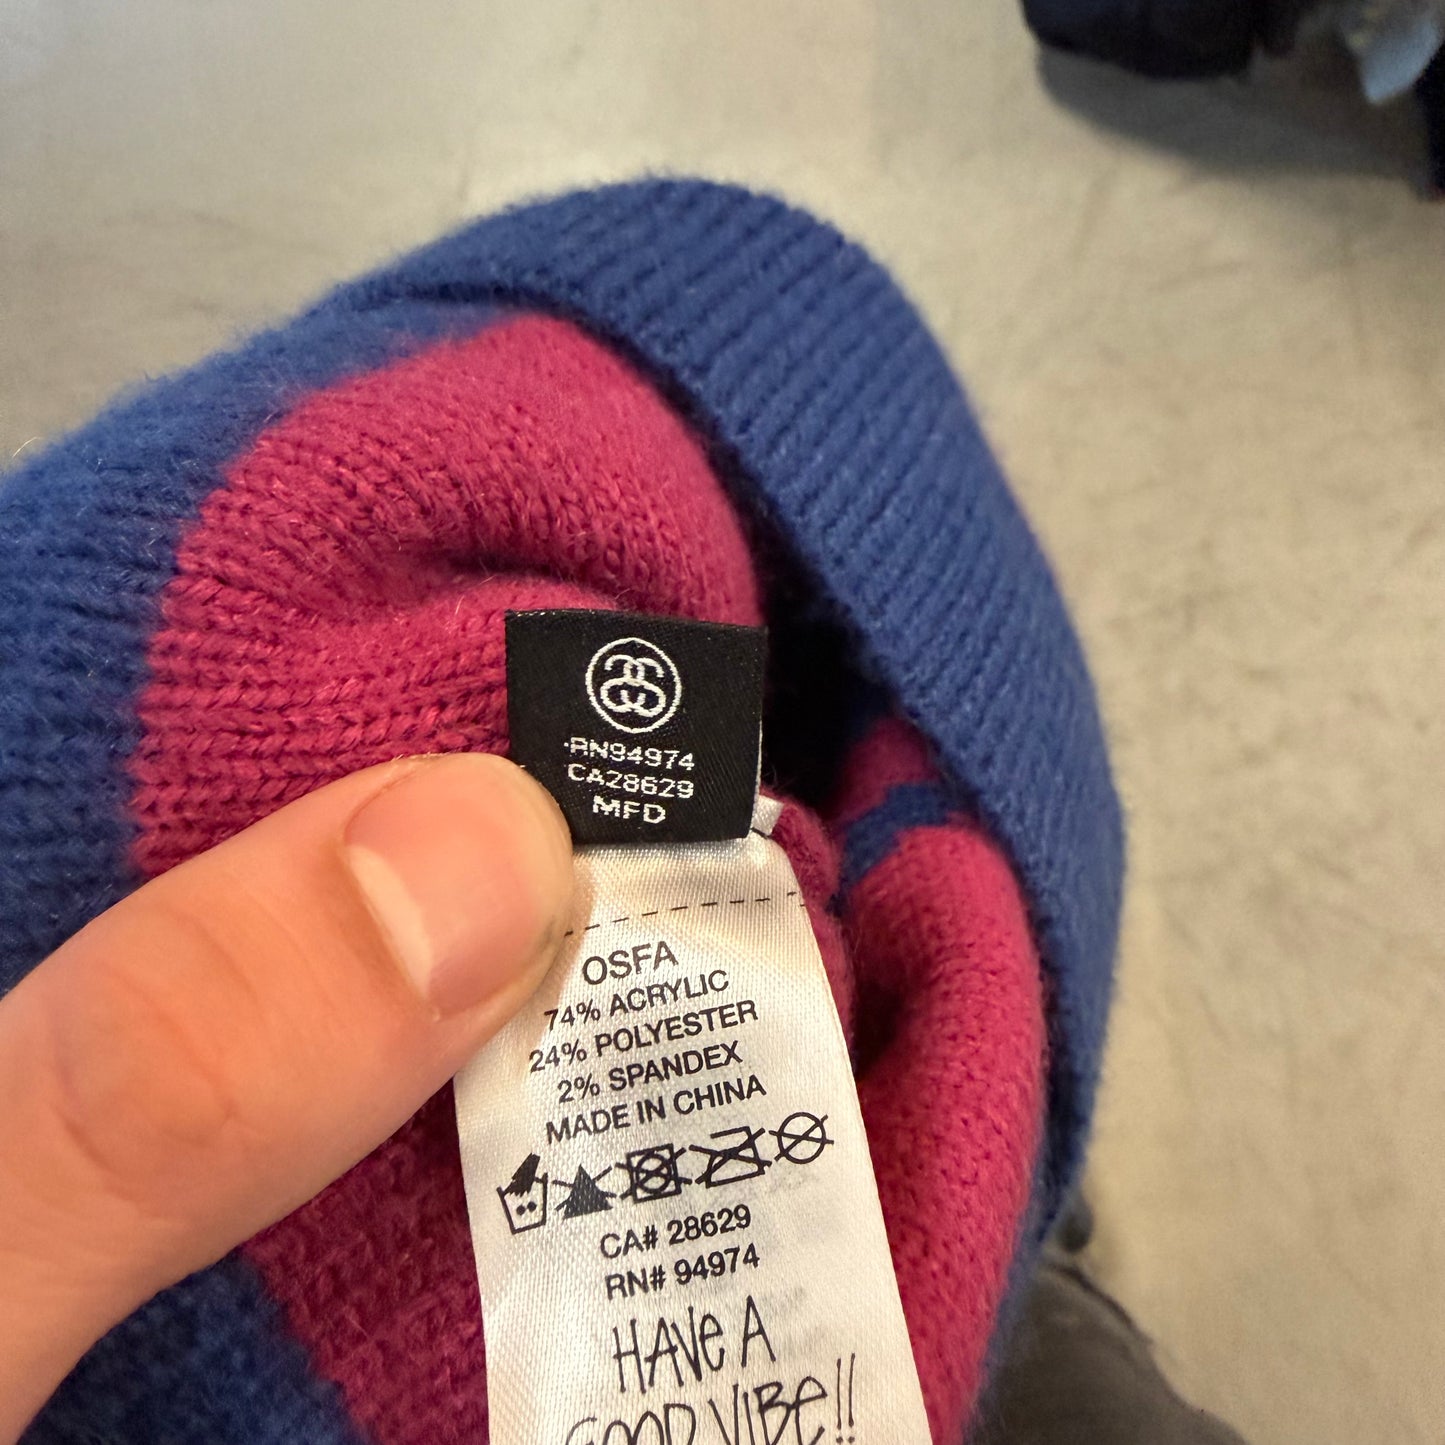 RN94974
CA28629
MFD
OSFA
74% ACRYLIC
24% POLYESTER
2% SPANDEX
MADE IN CHINA
CA# 28629
RN# 94974
HAVE A
GOOD VIBE!!